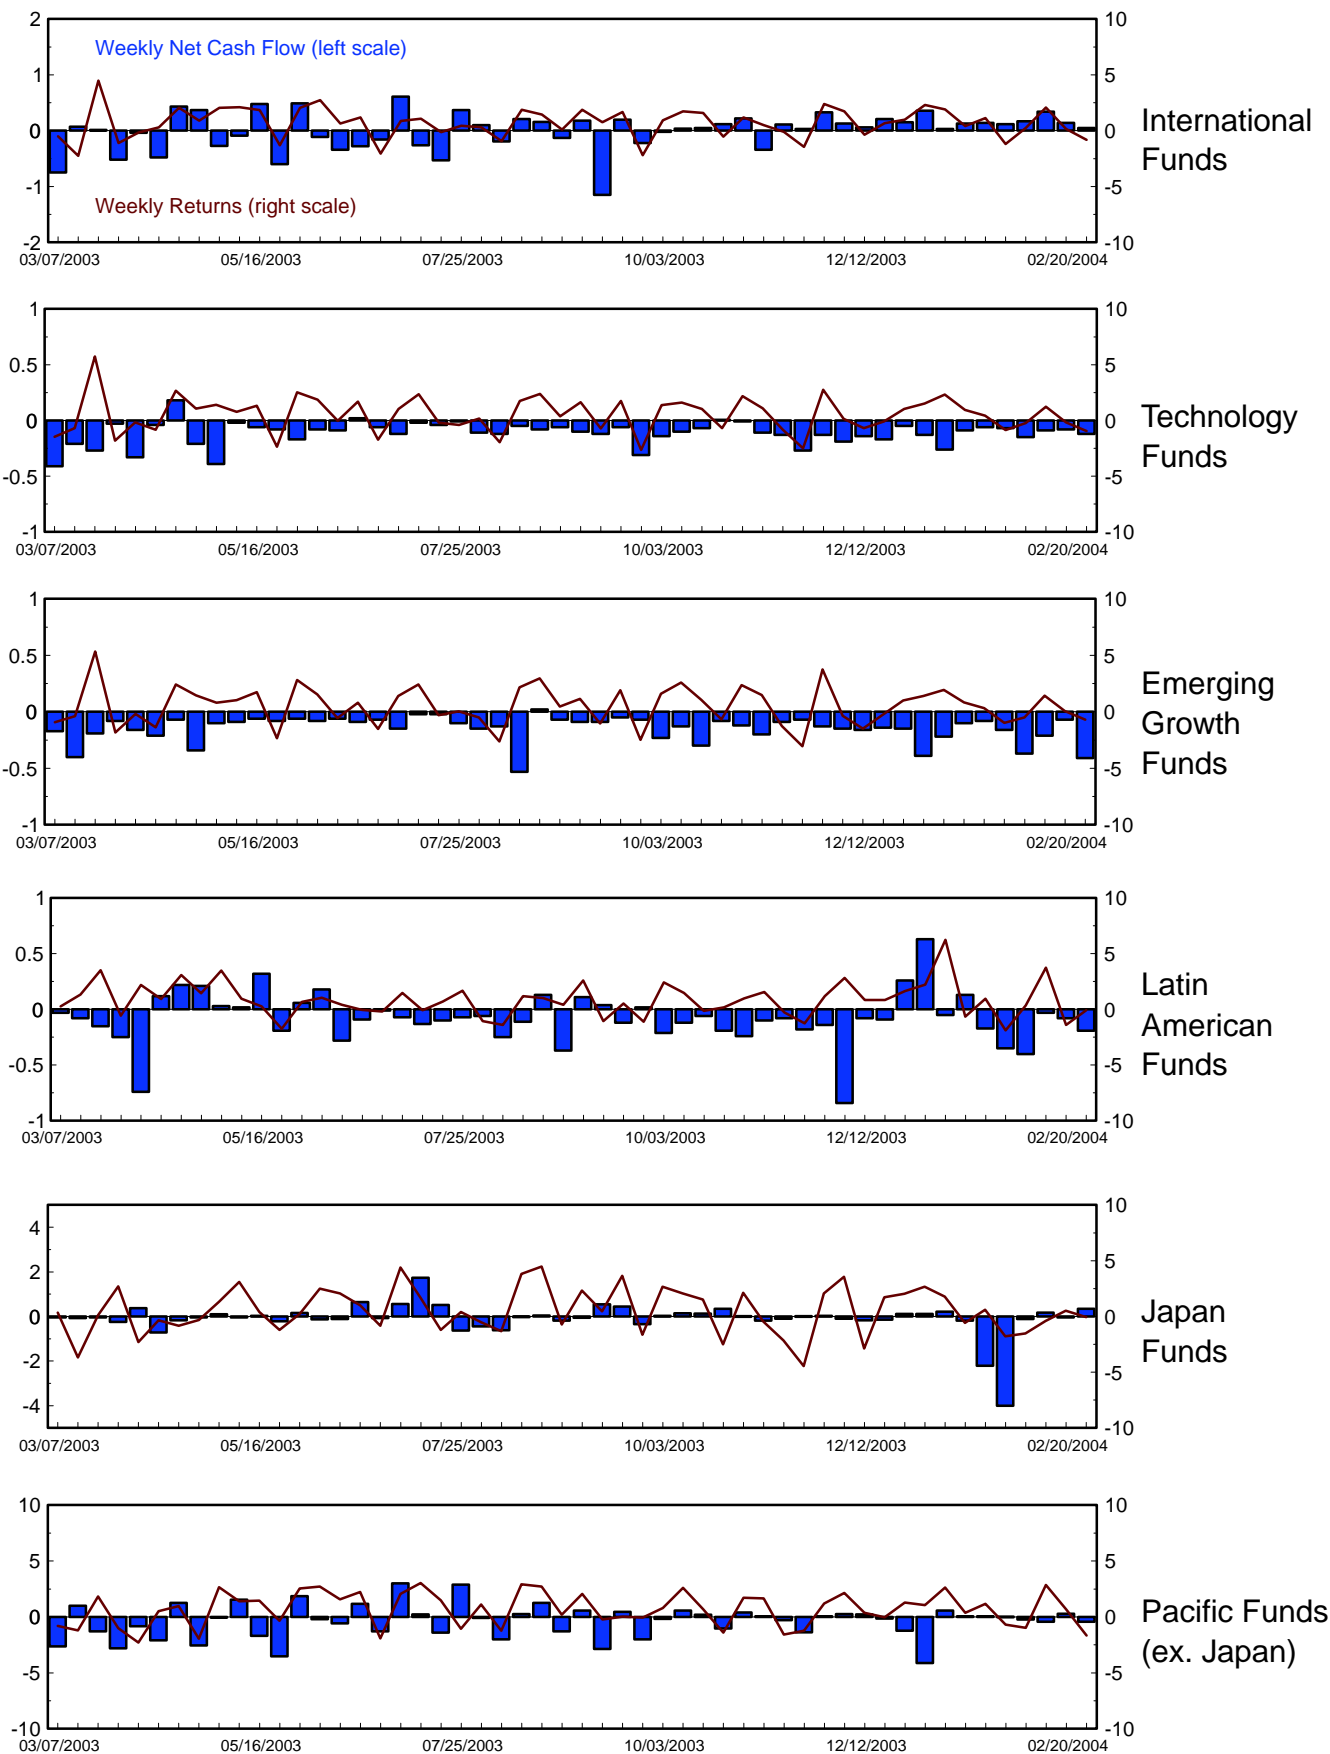 2
1
0
-1
-2
Weekly Net Cash Flow (left scale)
Weekly Returns (right scale)
10
5
0
-5
-10
03/07/2003 05/16/2003 07/25/2003 10/03/2003 12/12/2003 02/20/2004
International
Funds
1
0.5
0
-0.5
-1
10
5
0
-5
-10
03/07/2003 05/16/2003 07/25/2003 10/03/2003 12/12/2003 02/20/2004
Technology
Funds
1
0.5
0
-0.5
-1
10
5
0
-5
-10
03/07/2003 05/16/2003 07/25/2003 10/03/2003 12/12/2003 02/20/2004
Emerging
Growth
Funds
1
0.5
0
-0.5
-1
10
5
0
-5
-10
03/07/2003 05/16/2003 07/25/2003 10/03/2003 12/12/2003 02/20/2004
Latin
American
Funds
4
2
0
-2
-4
10
5
0
-5
-10
03/07/2003 05/16/2003 07/25/2003 10/03/2003 12/12/2003 02/20/2004
Japan
Funds
10
5
0
-5
-10
10
5
0
-5
-10
03/07/2003 05/16/2003 07/25/2003 10/03/2003 12/12/2003 02/20/2004
Pacific Funds
(ex. Japan)